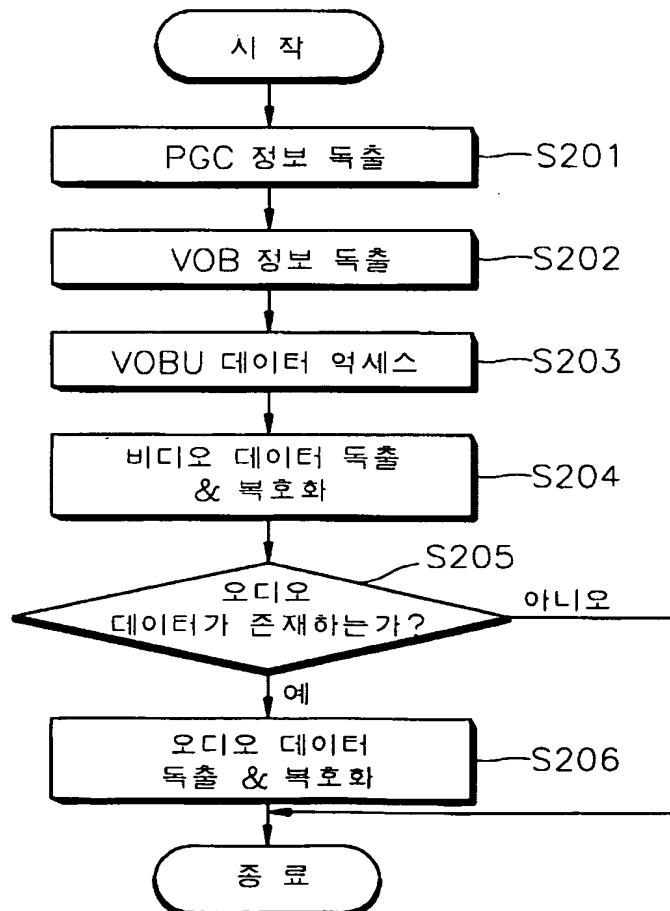 시 작
PGC 정보 독출
S201
VOB 정보 독출
S202
VOBU 데이터 억세스
S203
비디오 데이터 독출
& 복호화
S204
S205
오디오
데이터가 존재하는가?
아니오
예
오디오 데이터
독출 & 복호화
S206
종 료